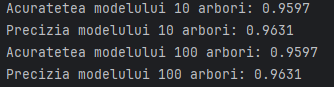 Acuratetea modelului 10 arbori: 0.9597
Precizia modelului 10 arbori: 0.9631
Acuratetea modelului 100 arbori: 0.9597
Precizia modelului 100 arbori: 0.9631